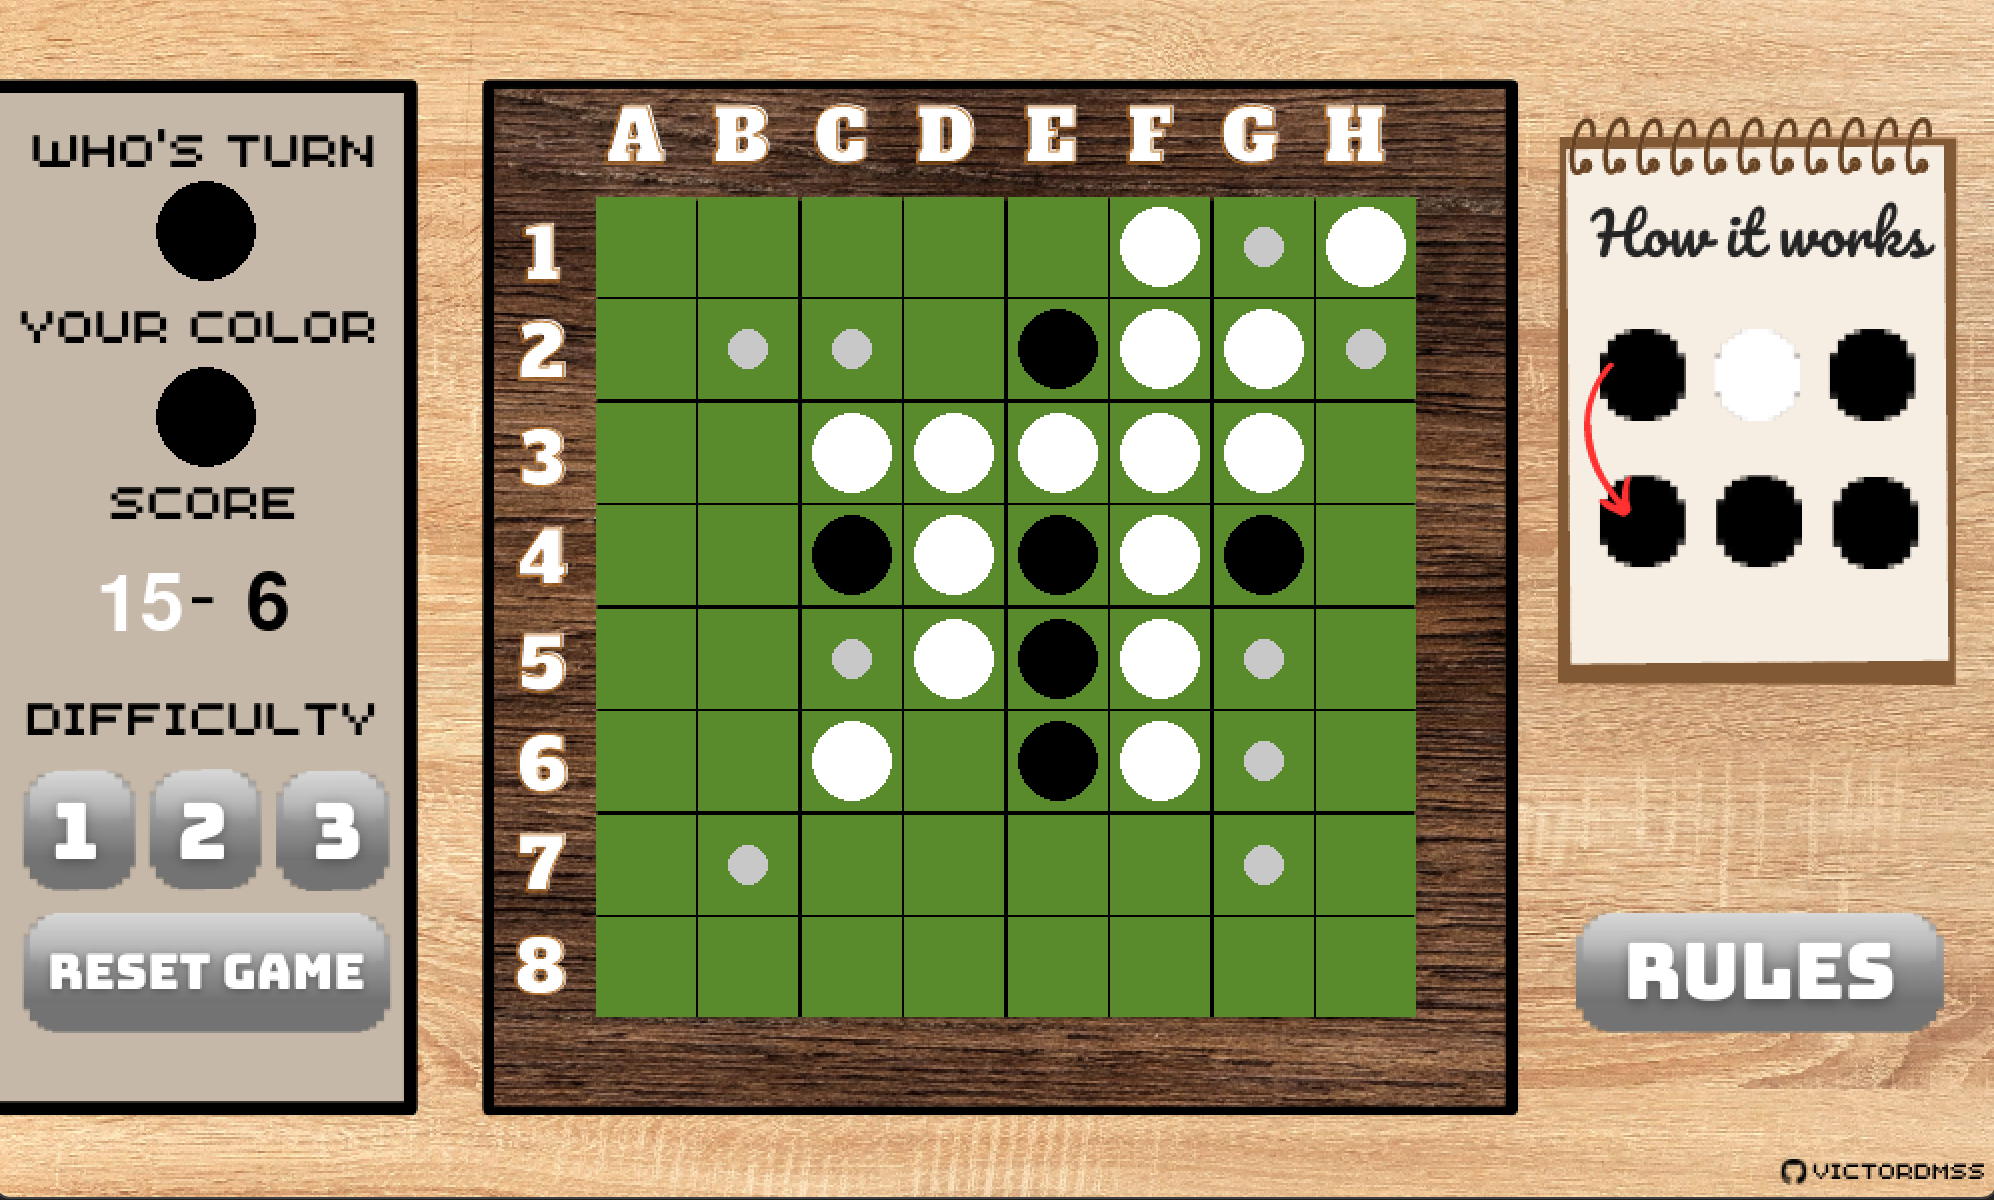 WHO'S TURN
YOUR COLOR
SCORE
15- 6
DIFFICULTY
1 2 3
RESET GAME
A B C D E F G H
1
2
3
4
5
6
7
8
How it works
RULES
VICTORDMSS